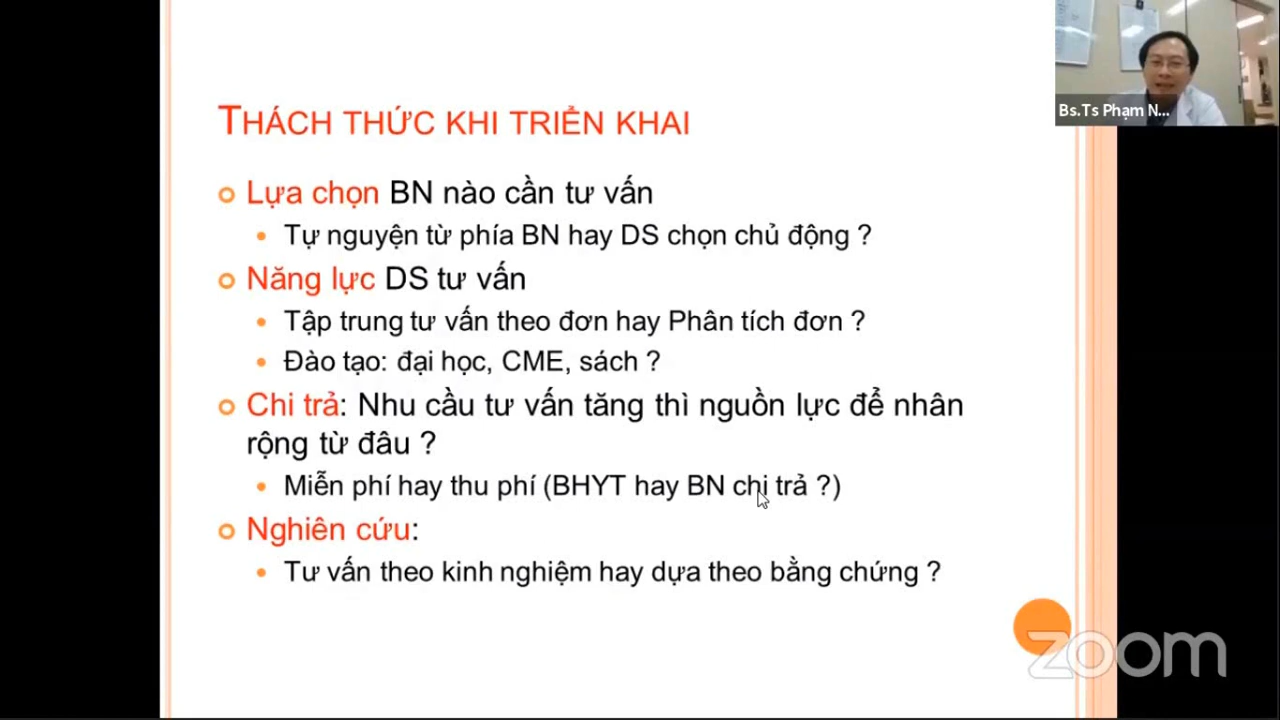 Bs.Ts Phạm N...
THÁCH THỨC KHI TRIỂN KHAI
Lựa chọn BN nào cần tư vấn
Tự nguyện từ phía BN hay DS chọn chủ động ?
Năng lực DS tư vấn
Tập trung tư vấn theo đơn hay Phân tích đơn ?
Đào tạo: đại học, CME, sách ?
Chi trả: Nhu cầu tư vấn tăng thì nguồn lực để nhân
rộng từ đâu ?
Miễn phí hay thu phí (BHYT hay BN chi trả ?)
Nghiên cứu:
Tư vấn theo kinh nghiệm hay dựa theo bằng chứng ?
zoom